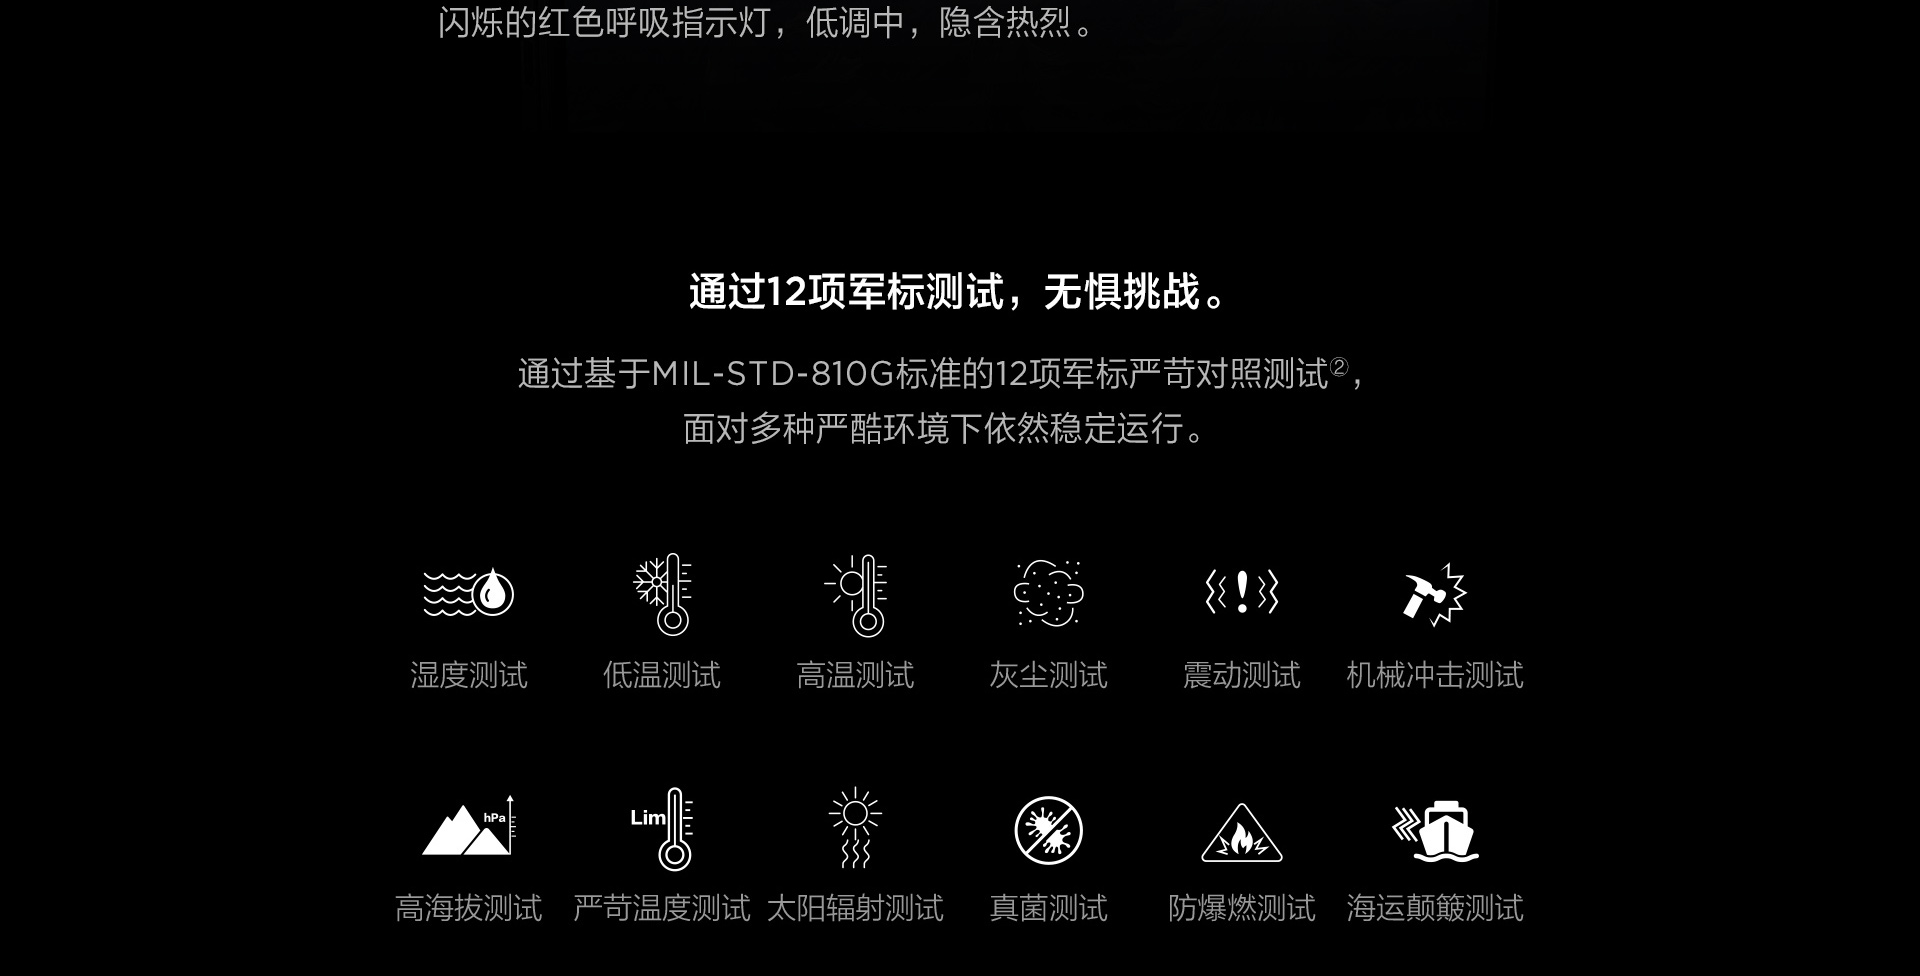 闪烁的红色呼吸指示灯，低调中，隐含热烈。
通过12项军标测试，无惧挑战。
通过基于MIL-STD-810G标准的12项军标严苛对照测试②，
面对多种严酷环境下依然稳定运行。
湿度测试 低温测试 高温测试 灰尘测试 震动测试 机械冲击测试
hPa Lim
高海拔测试 严苛温度测试 太阳辐射测试 真菌测试 防爆燃测试 海运颠簸测试